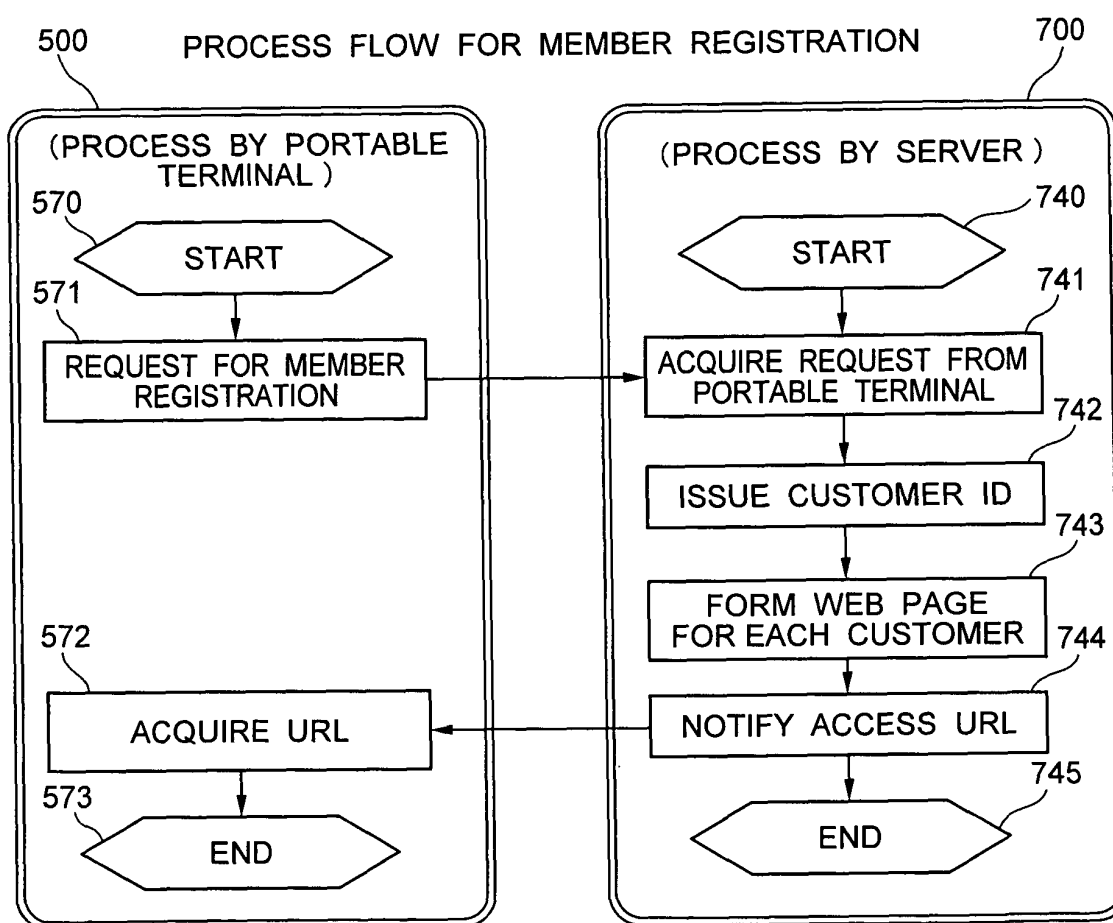 500
PROCESS FLOW FOR MEMBER REGISTRATION
700
(PROCESS BY PORTABLE
TERMINAL)
570
START
571
REQUEST FOR MEMBER
REGISTRATION
572
ACQUIRE URL
573
END
(PROCESS BY SERVER)
740
START
741
ACQUIRE REQUEST FROM
PORTABLE TERMINAL
742
ISSUE CUSTOMER ID
743
FORM WEB PAGE
FOR EACH CUSTOMER
744
NOTIFY ACCESS URL
745
END